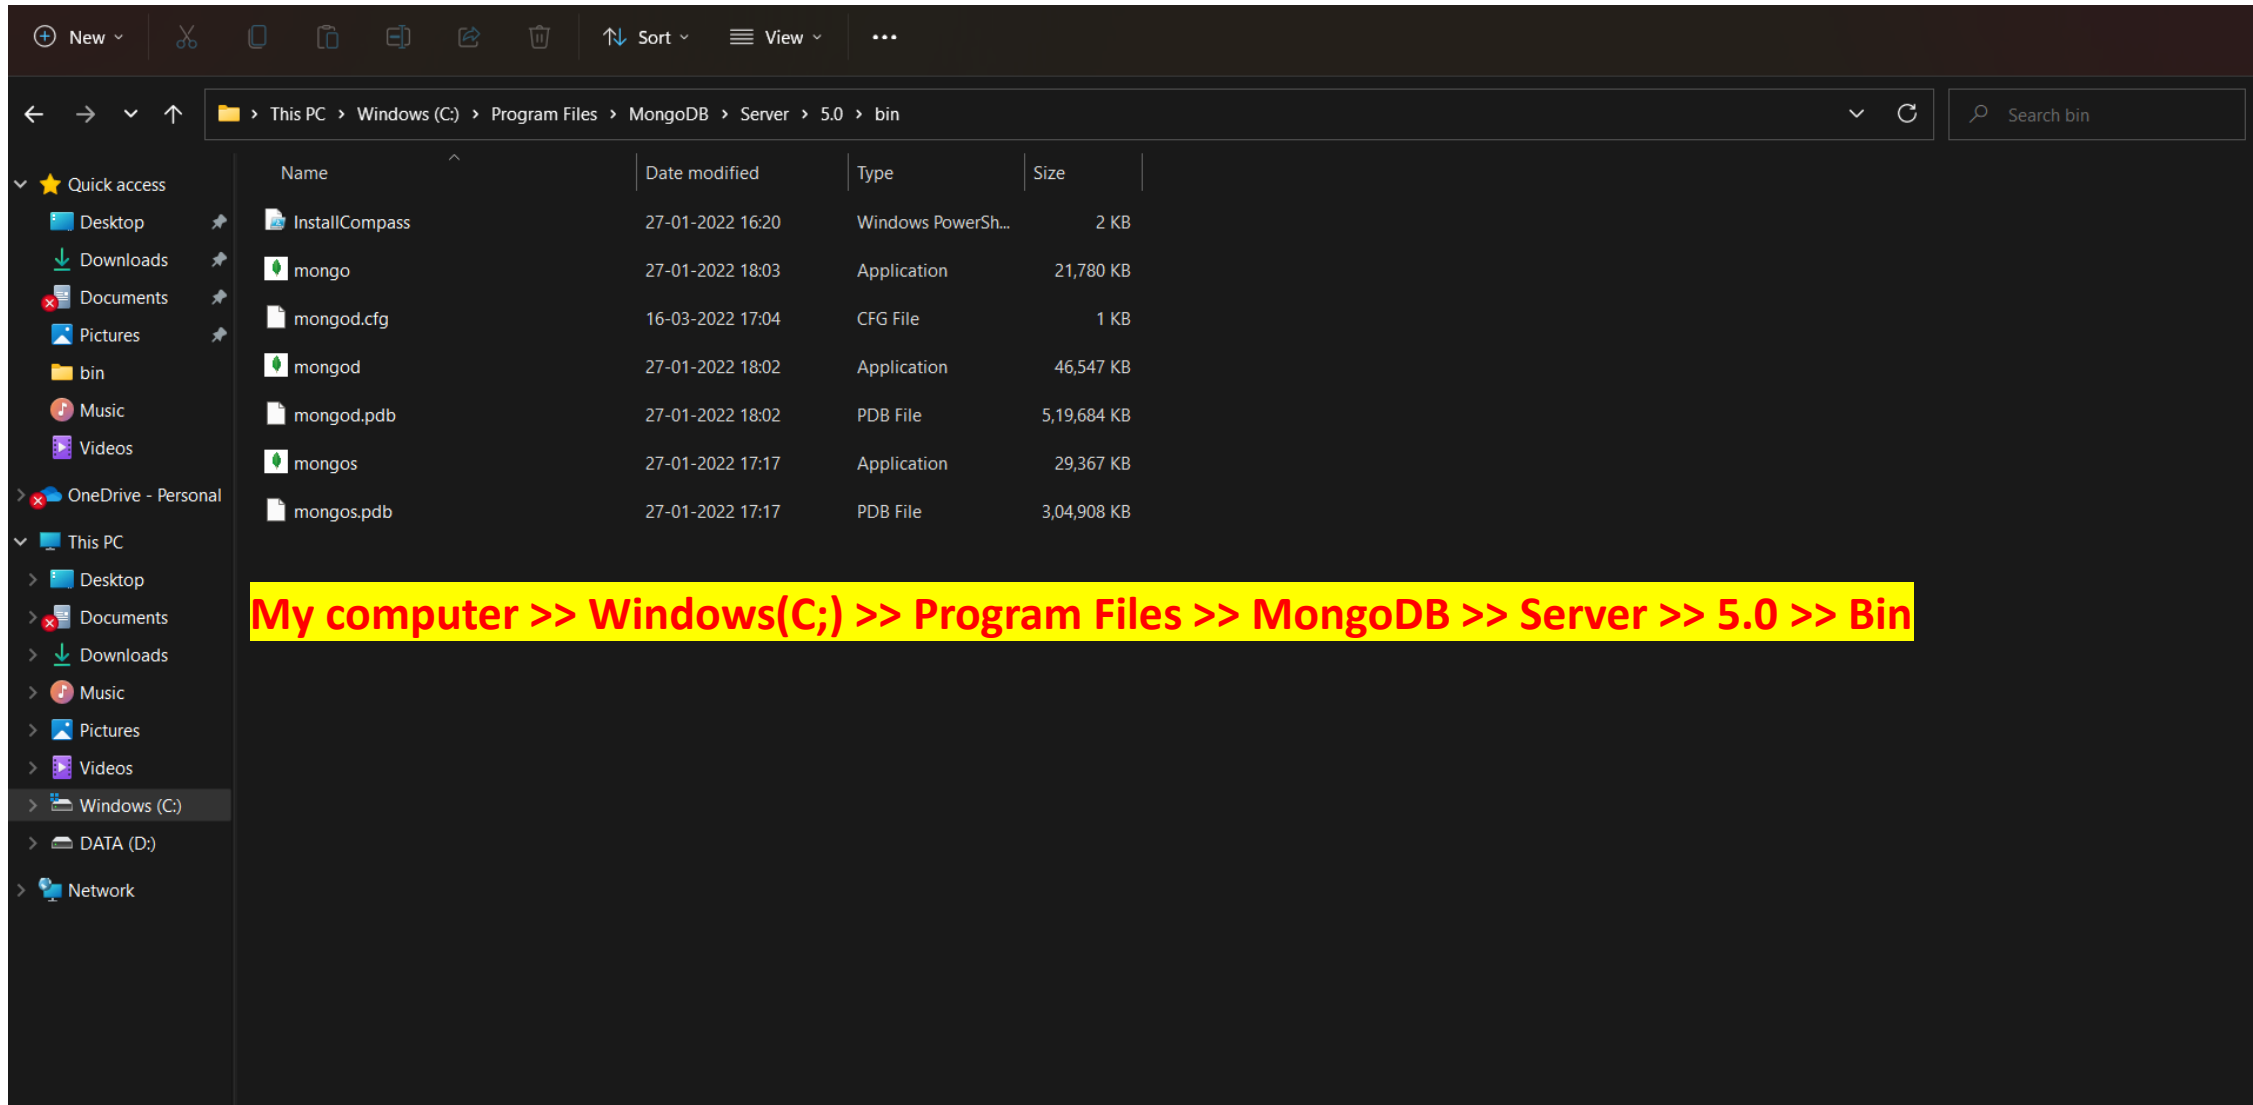 New
Sort
View
This PC > Windows (C:) > Program Files > MongoDB > Server > 5.0 > bin
Search bin
Quick access
Desktop
Downloads
Documents
Pictures
bin
Music
Videos
OneDrive - Personal
This PC
Desktop
Documents
Downloads
Music
Pictures
Videos
Windows (C:)
DATA (D:)
Network
Name Date modified Type Size
InstallCompass 27-01-2022 16:20 Windows PowerSh... 2 KB
mongo 27-01-2022 18:03 Application 21,780 KB
mongod.cfg 16-03-2022 17:04 CFG File 1 KB
mongod 27-01-2022 18:02 Application 46,547 KB
mongod.pdb 27-01-2022 18:02 PDB File 5,19,684 KB
mongos 27-01-2022 17:17 Application 29,367 KB
mongos.pdb 27-01-2022 17:17 PDB File 3,04,908 KB
My computer >> Windows(C;) >> Program Files >> MongoDB >> Server >> 5.0 >> Bin